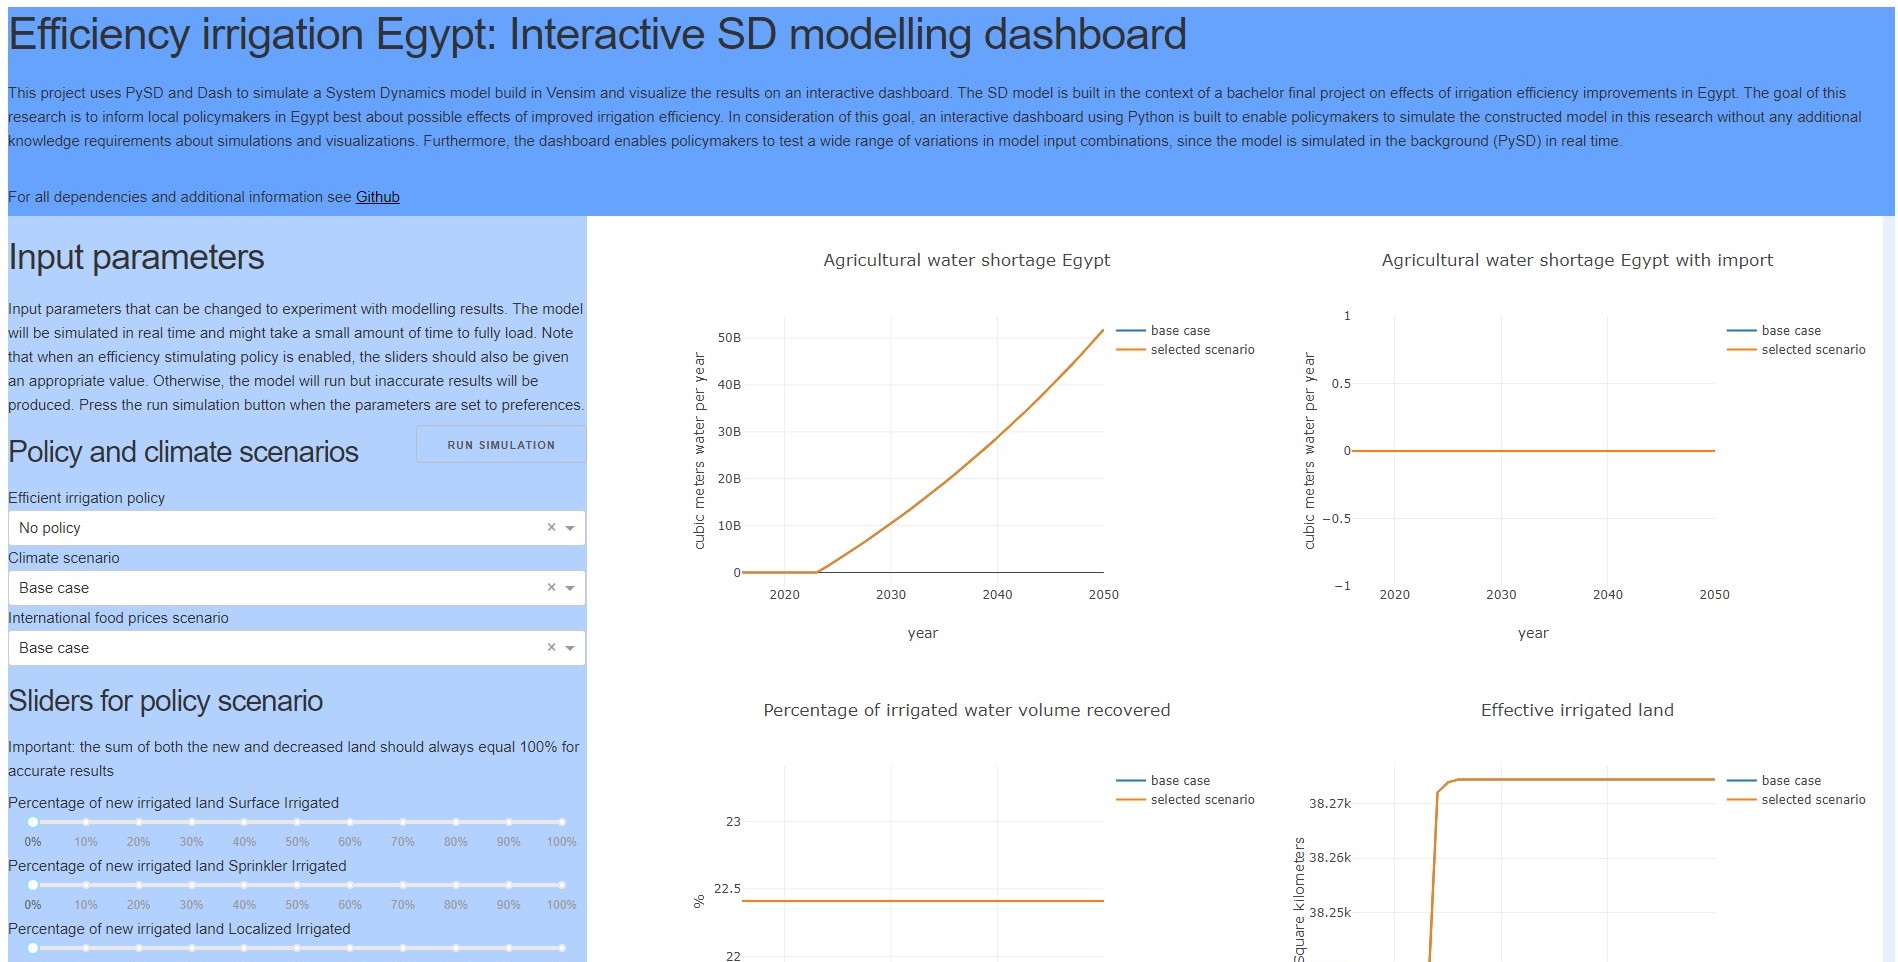 Efficiency irrigation Egypt: Interactive SD modelling dashboard
This project uses PySD and Dash to simulate a System Dynamics model build in Vensim and visualize the results on an interactive dashboard. The SD model is built in the context of a bachelor final project on effects of irrigation efficiency improvements in Egypt. The goal of this
research is to inform local policymakers in Egypt best about possible effects of improved irrigation efficiency. In consideration of this goal, an interactive dashboard using Python is built to enable policymakers to simulate the constructed model in this research without any additional
knowledge requirements about simulations and visualizations. Furthermore, the dashboard enables policymakers to test a wide range of variations in model input combinations, since the model is simulated in the background (PySD) in real time.
For all dependencies and additional information see Github
Input parameters
Input parameters that can be changed to experiment with modelling results. The model
will be simulated in real time and might take a small amount of time to fully load. Note
that when an efficiency stimulating policy is enabled, the sliders should also be given
an appropriate value. Otherwise, the model will run but inaccurate results will be
produced. Press the run simulation button when the parameters are set to preferences.
Policy and climate scenarios
RUN SIMULATION
Efficient irrigation policy
No policy
×
Climate scenario
Base case
×
International food prices scenario
Base case
×
Sliders for policy scenario
Important: the sum of both the new and decreased land should always equal 100% for
accurate results
Percentage of new irrigated land Surface Irrigated
0% 10% 20% 30% 40% 50% 60% 70% 80% 90% 100%
Percentage of new irrigated land Sprinkler Irrigated
0% 10% 20% 30% 40% 50% 60% 70% 80% 90% 100%
Percentage of new irrigated land Localized Irrigated
Agricultural water shortage Egypt
cubic meters water per year
50B
40B
30B
20B
10B
0
2020 2030 2040 2050
year
base case
selected scenario
Agricultural water shortage Egypt with import
cubic meters water per year
1
0.5
0
−0.5
−1
2020 2030 2040 2050
year
base case
selected scenario
Percentage of irrigated water volume recovered
%
23
22.5
22
base case
selected scenario
Effective irrigated land
Square kilometers
38.27k
38.26k
38.25k
base case
selected scenario